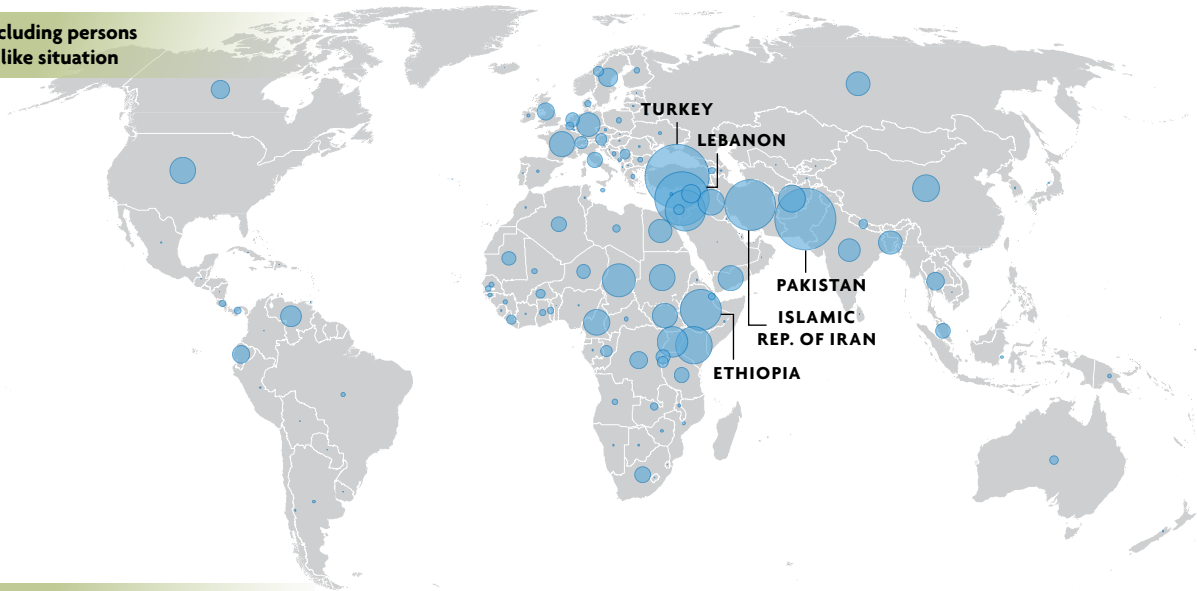 cluding persons
like situation
TURKEY
LEBANON
PAKISTAN
ISLAMIC
REP. OF IRAN
ETHIOPIA